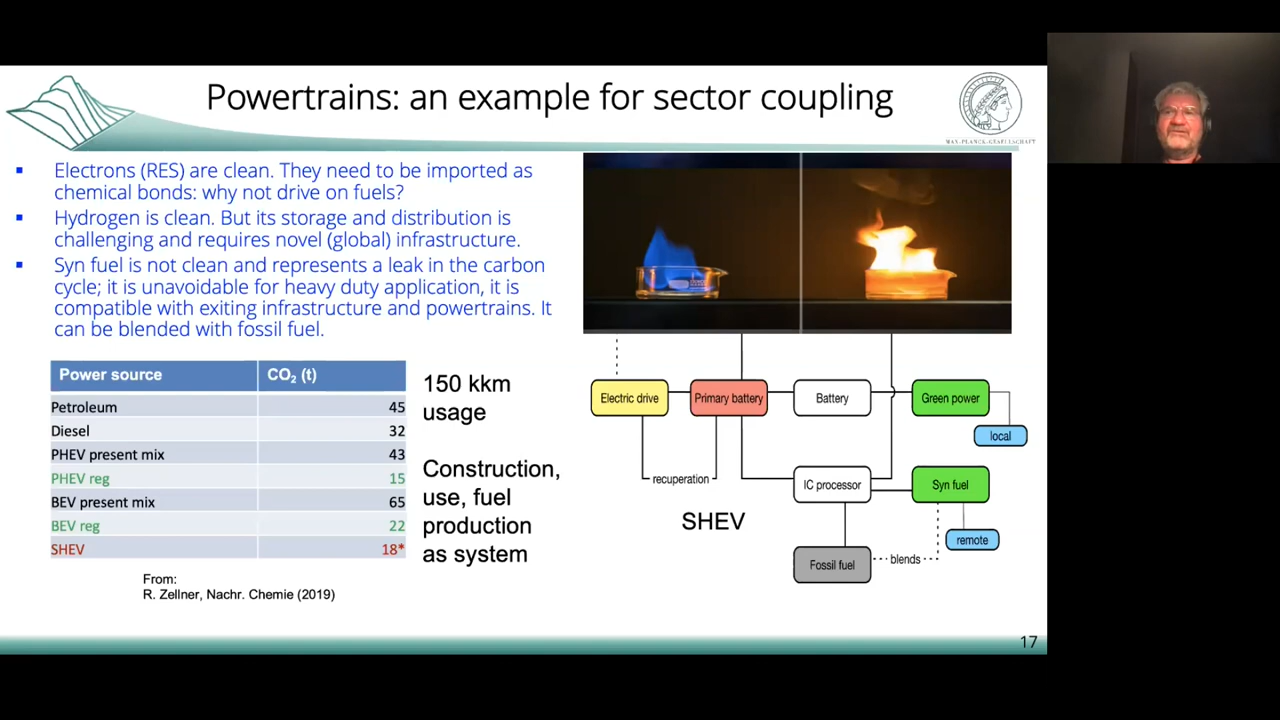 Powertrains: an example for sector coupling
MAX-PLANCK-GESELLSCHAFT
Electrons (RES) are clean. They need to be imported as
chemical bonds: why not drive on fuels?
Hydrogen is clean. But its storage and distribution is
challenging and requires novel (global) infrastructure.
Syn fuel is not clean and represents a leak in the carbon
cycle; it is unavoidable for heavy duty application, it is
compatible with exiting infrastructure and powertrains. It
can be blended with fossil fuel.
Power source CO₂ (t)
Petroleum 45
Diesel 32
PHEV present mix 43
PHEV reg 15
BEV present mix 65
BEV reg 22
SHEV 18*
150 kkm
usage
Construction,
use, fuel
production
as system
From:
R. Zellner, Nachr. Chemie (2019)
Electric drive
Primary battery
Battery
Green power
local
recuperation
IC processor
Syn fuel
SHEV
remote
Fossil fuel
blends
17